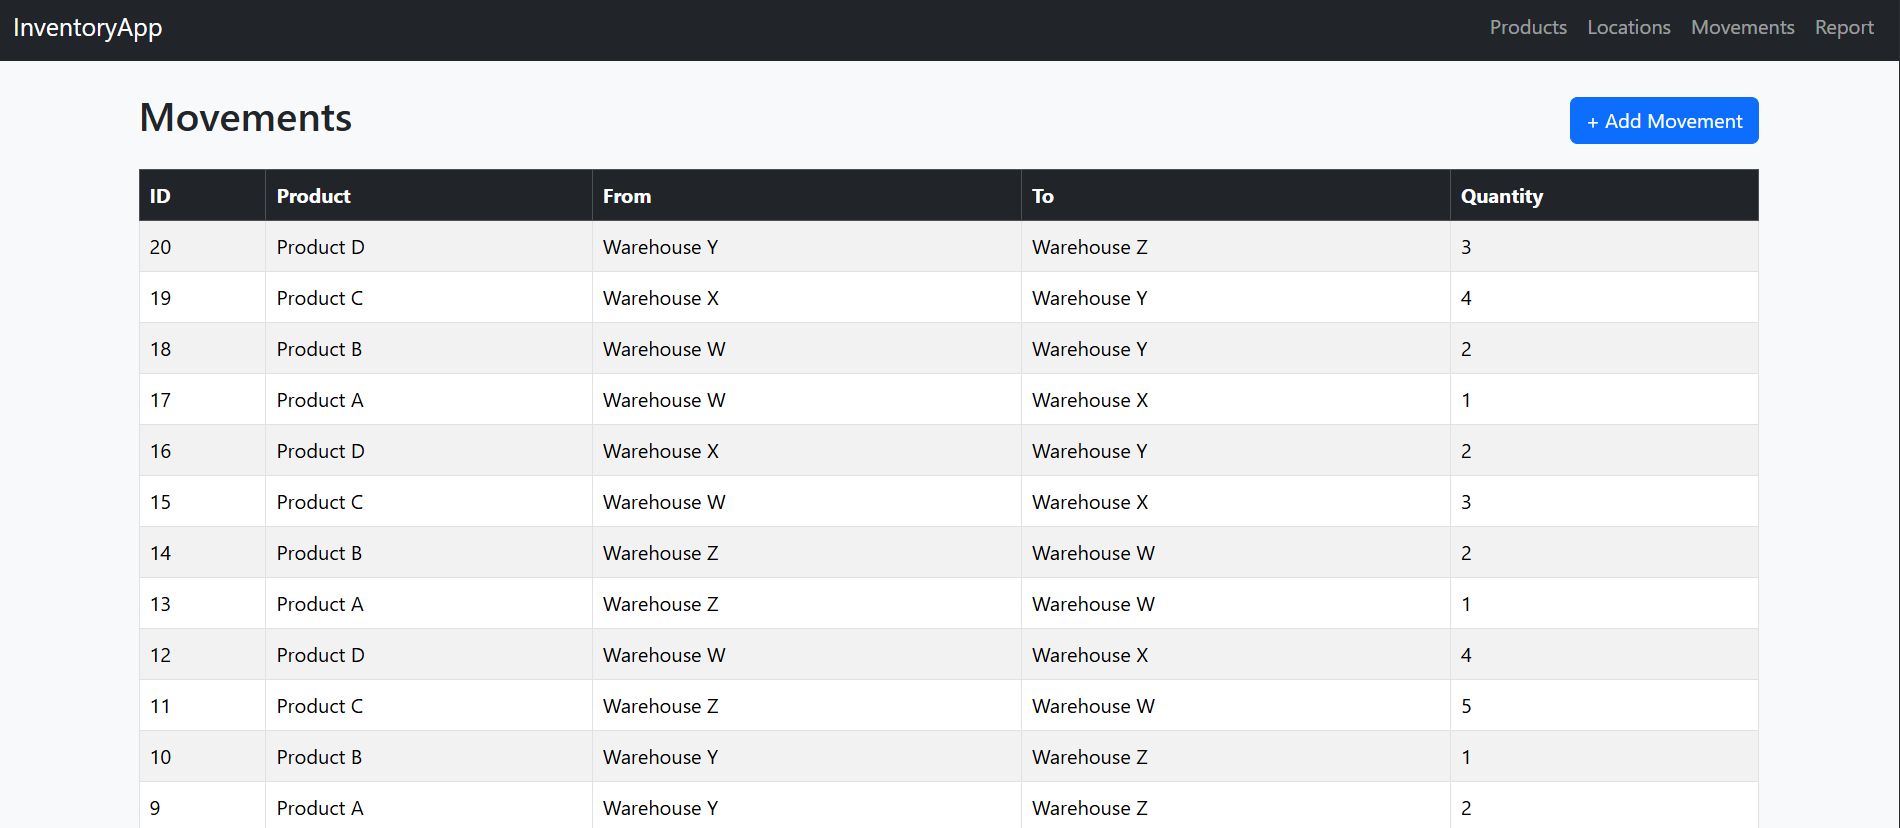 InventoryApp Products Locations Movements Report
Movements + Add Movement
ID Product From To Quantity
20 Product D Warehouse Y Warehouse Z 3
19 Product C Warehouse X Warehouse Y 4
18 Product B Warehouse W Warehouse Y 2
17 Product A Warehouse W Warehouse X 1
16 Product D Warehouse X Warehouse Y 2
15 Product C Warehouse W Warehouse X 3
14 Product B Warehouse Z Warehouse W 2
13 Product A Warehouse Z Warehouse W 1
12 Product D Warehouse W Warehouse X 4
11 Product C Warehouse Z Warehouse W 5
10 Product B Warehouse Y Warehouse Z 1
9 Product A Warehouse Y Warehouse Z 2